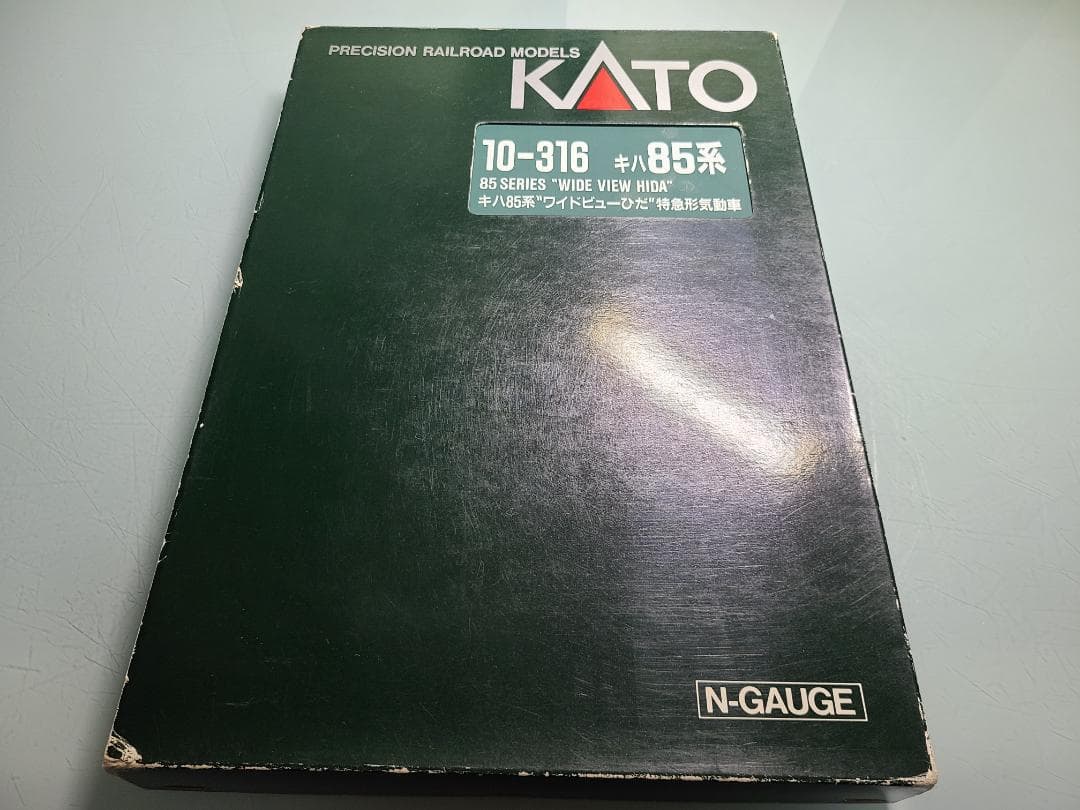 PRECISION RAILROAD MODELS
KATO
10-316 キハ85系
85 SERIES "WIDE VIEW HIDA"
キハ85系"ワイドビューひだ"特急形気動車
N-GAUGE